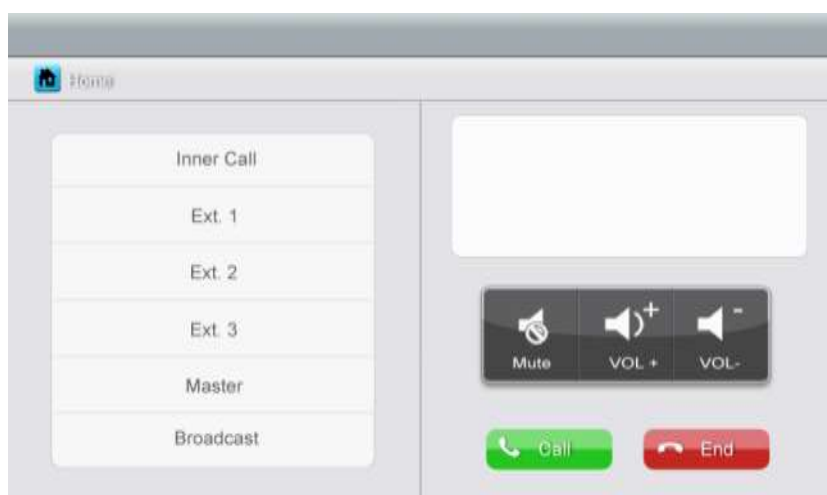 Home
Inner Call
Ext. 1
Ext. 2
Ext. 3
Master
Broadcast
Mute VOL + VOL-
Call End